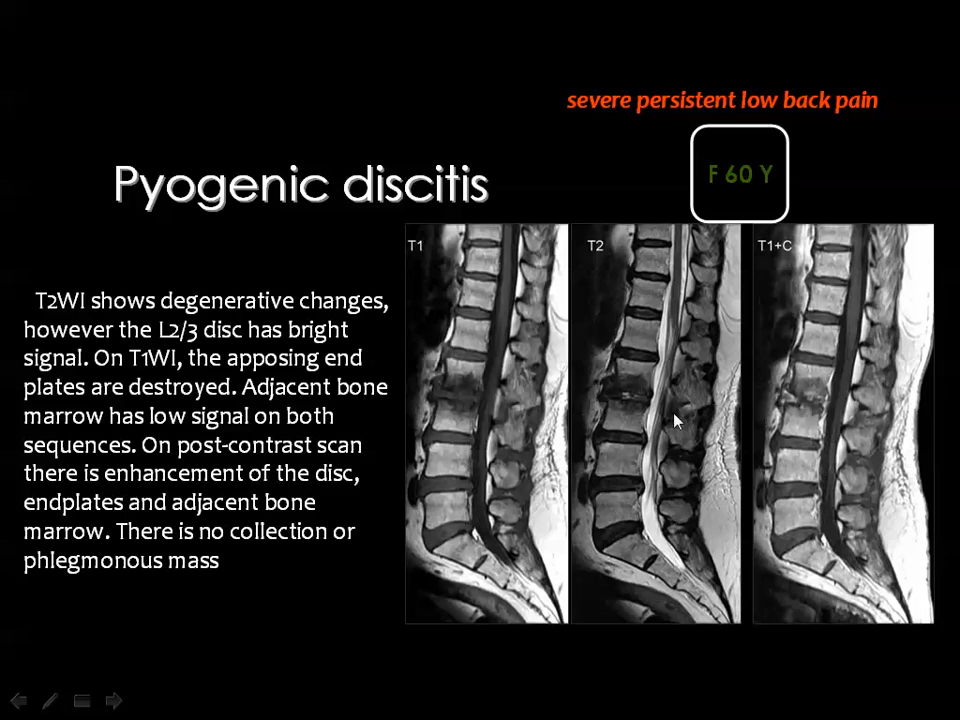 severe persistent low back pain
F 60 Y
Pyogenic discitis
T2WI shows degenerative changes,
however the L2/3 disc has bright
signal. On T1WI, the apposing end
plates are destroyed. Adjacent bone
marrow has low signal on both
sequences. On post-contrast scan
there is enhancement of the disc,
endplates and adjacent bone
marrow. There is no collection or
phlegmonous mass
T1
T2
T1+C